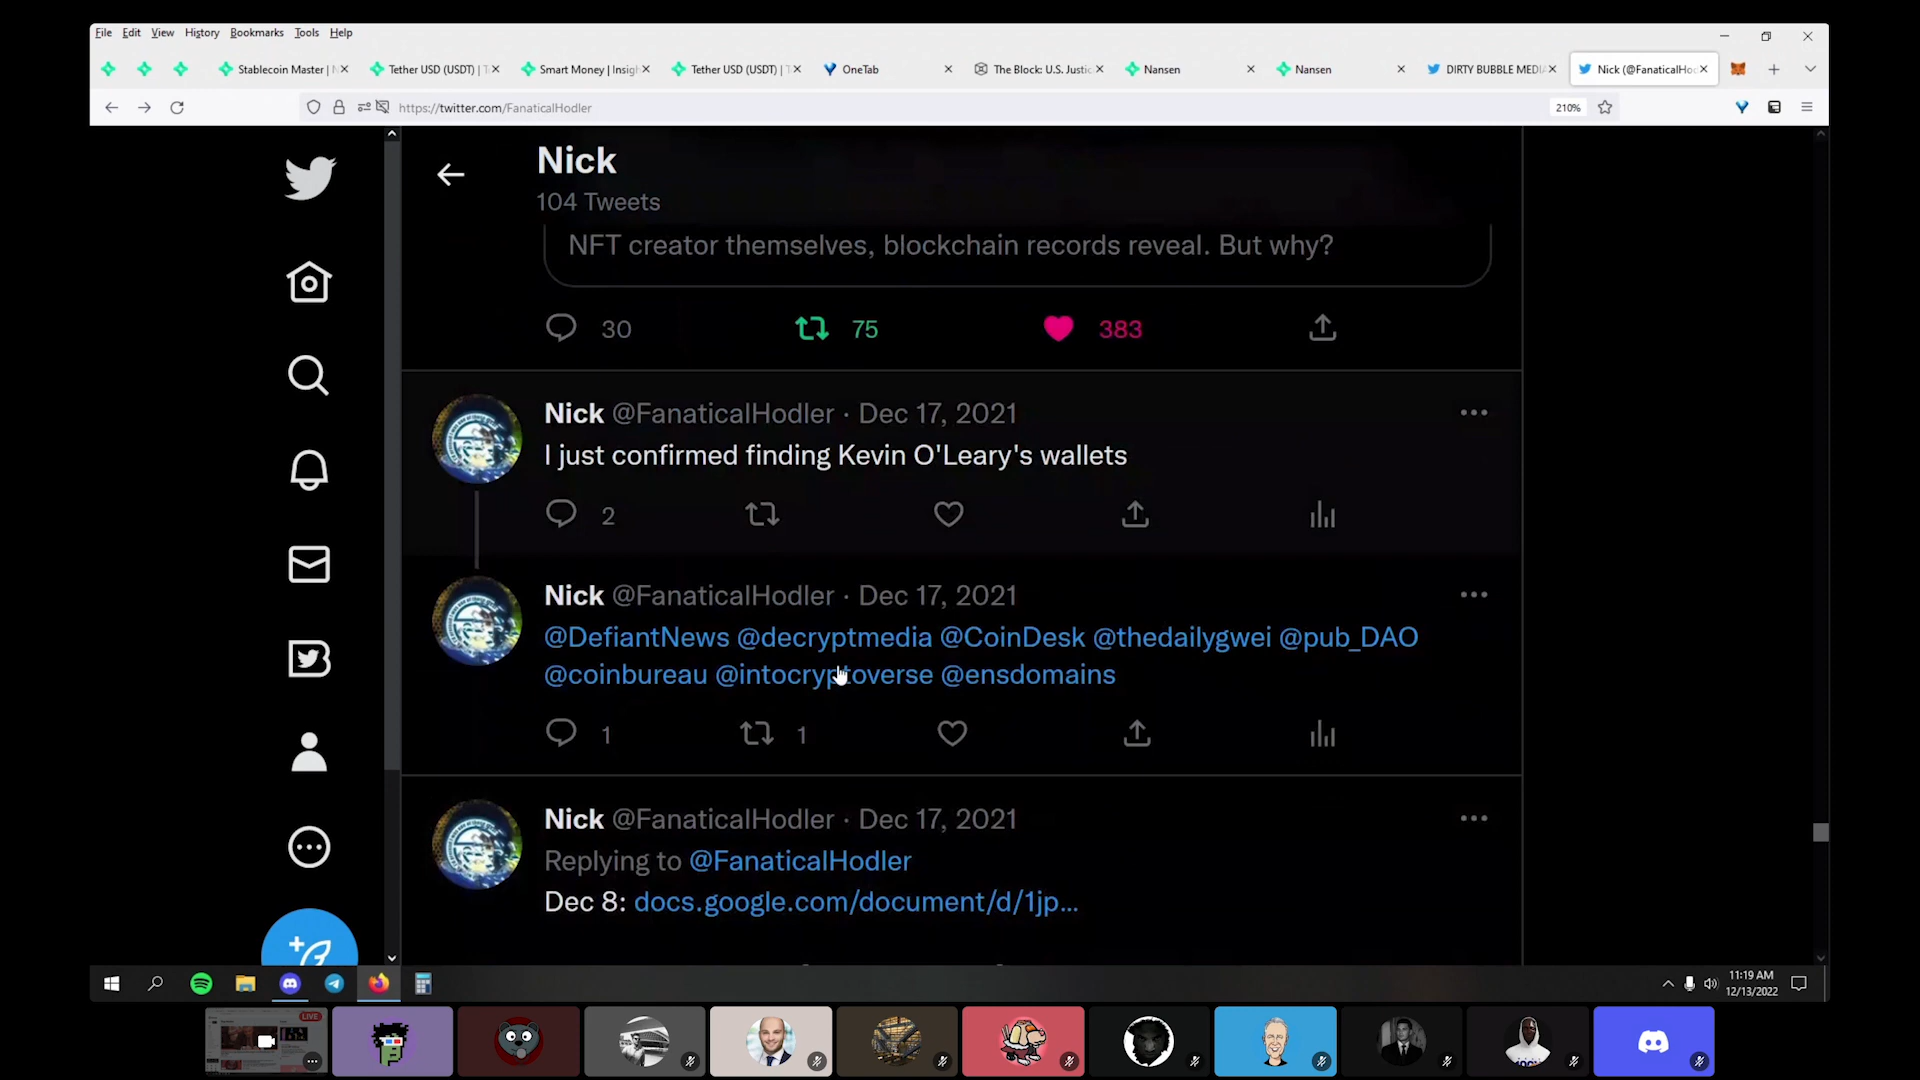 File Edit View History Bookmarks Tools Help
Stablecoin Master |
Tether USD (USDT) |
Smart Money | Insig
Tether USD (USDT) |
OneTab
The Block: U.S. Justic
Nansen
Nansen
DIRTY BUBBLE MEDI
Nick (@FanaticalHo
https://twitter.com/FanaticalHodler
210%
Nick
104 Tweets
NFT creator themselves, blockchain records reveal. But why?
30 75 383
Nick @FanaticalHodler · Dec 17, 2021
I just confirmed finding Kevin O'Leary's wallets
2
Nick @FanaticalHodler · Dec 17, 2021
@DefiantNews @decryptmedia @CoinDesk @thedailygwei @pub_DAO
@coinbureau @intocryptoverse @ensdomains
1 1
Nick @FanaticalHodler · Dec 17, 2021
Replying to @FanaticalHodler
Dec 8: docs.google.com/document/d/1jp...
11:19 AM
12/13/2022
LIVE